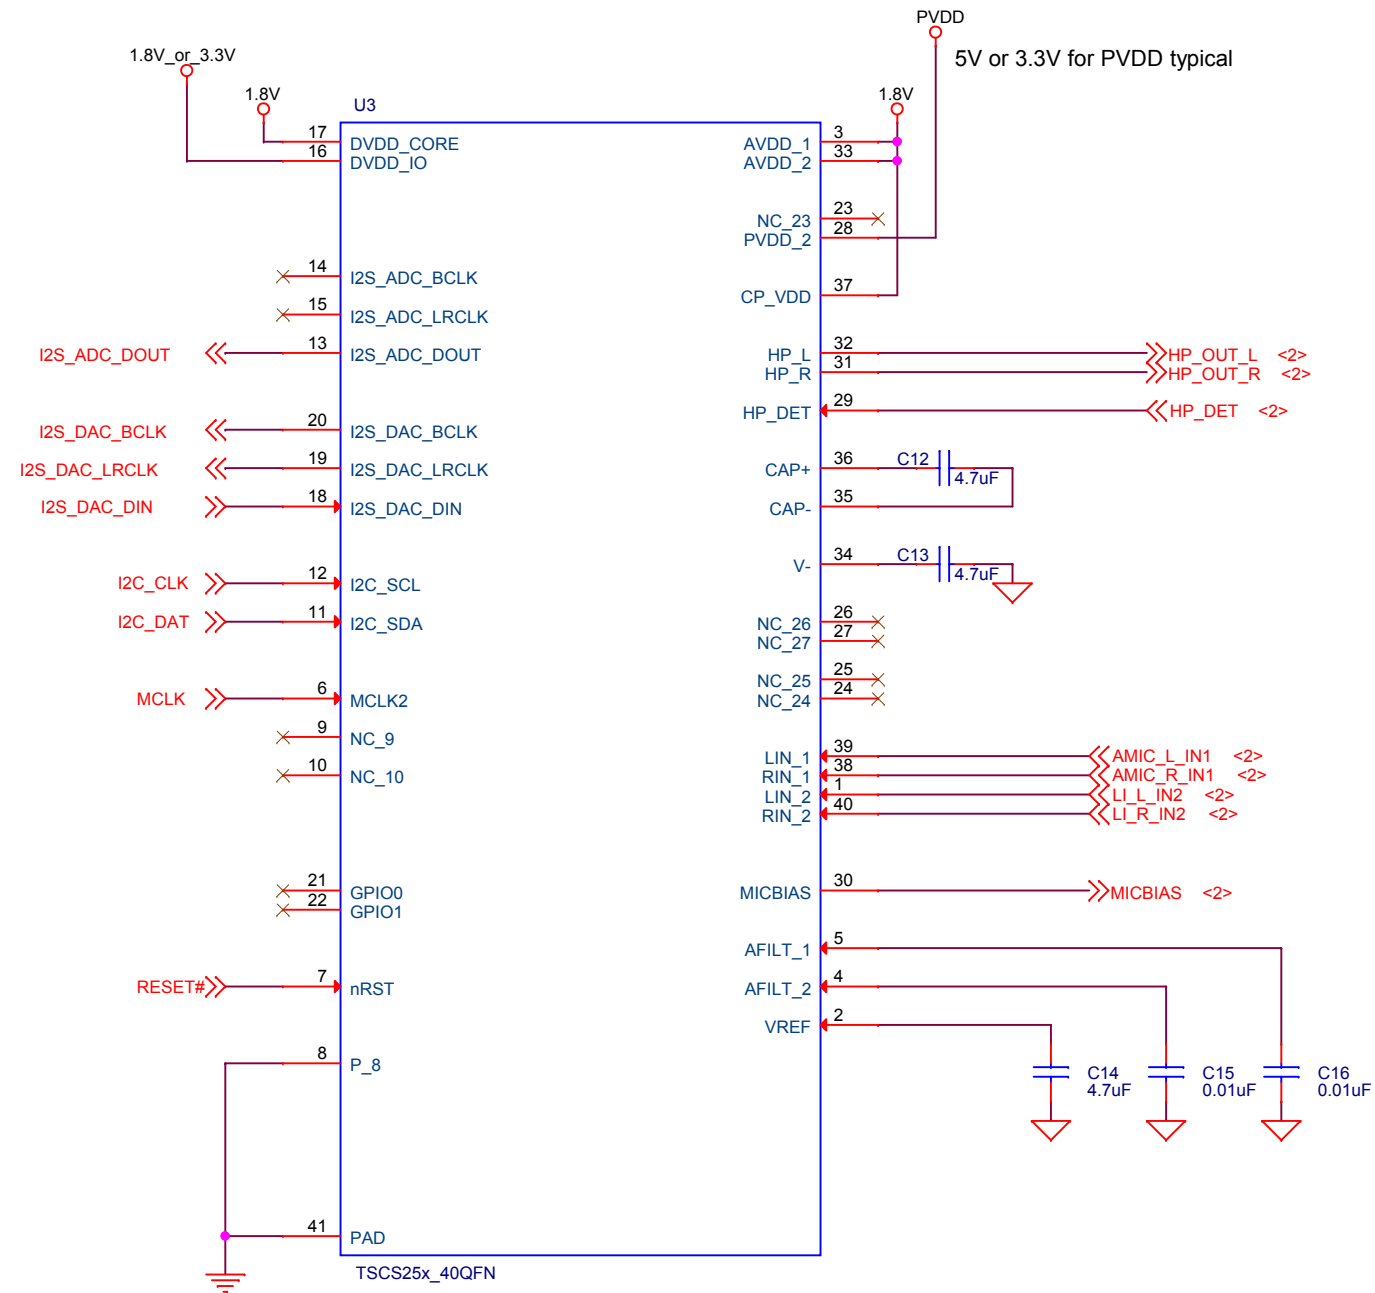 PVDD
5V or 3.3V for PVDD typical
1.8V_or_3.3V
1.8V
1.8V
U3
17 DVDD_CORE
16 DVDD_IO
14 I2S_ADC_BCLK
15 I2S_ADC_LRCLK
I2S_ADC_DOUT 13 I2S_ADC_DOUT
I2S_DAC_BCLK 20 I2S_DAC_BCLK
I2S_DAC_LRCLK 19 I2S_DAC_LRCLK
I2S_DAC_DIN 18 I2S_DAC_DIN
I2C_CLK 12 I2C_SCL
I2C_DAT 11 I2C_SDA
MCLK 6 MCLK2
9 NC_9
10 NC_10
21 GPIO0
22 GPIO1
RESET# 7 nRST
8 P_8
41 PAD
AVDD_1 3
AVDD_2 33
NC_23 23
PVDD_2 28
CP_VDD 37
HP_L 32 HP_OUT_L <2>
HP_R 31 HP_OUT_R <2>
HP_DET 29 HP_DET <2>
CAP+ 36 C12
4.7uF
CAP- 35
V- 34 C13
4.7uF
NC_26 26
NC_27 27
NC_25 25
NC_24 24
LIN_1 39 AMIC_L_IN1 <2>
RIN_1 38 AMIC_R_IN1 <2>
LIN_2 1 LI_L_IN2 <2>
RIN_2 40 LI_R_IN2 <2>
MICBIAS 30 MICBIAS <2>
AFILT_1 5
AFILT_2 4
VREF 2
C14
4.7uF
C15
0.01uF
C16
0.01uF
TSCS25x_40QFN